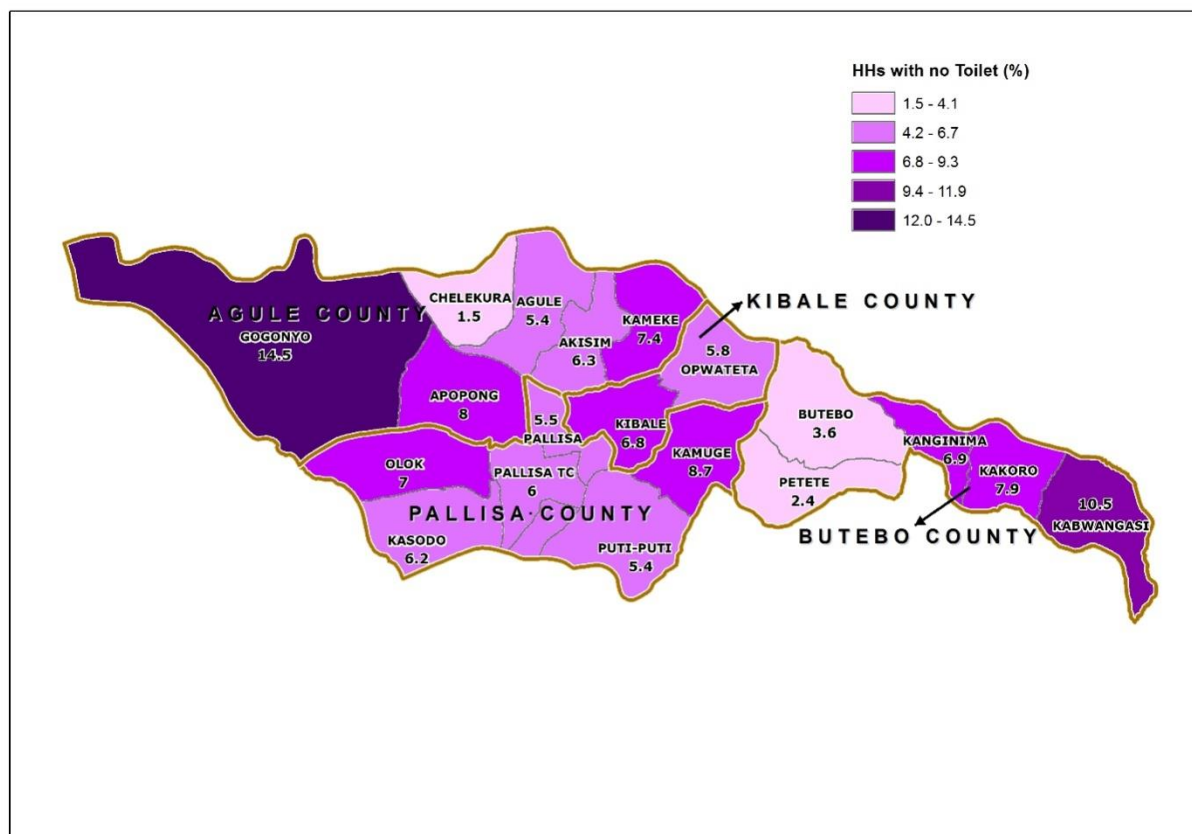 HHs with no Toilet (%)
1.5 - 4.1
4.2 - 6.7
6.8 - 9.3
9.4 - 11.9
12.0 - 14.5
AGULE COUNTY
GOGONYO
14.5
CHELEKURA
1.5
AGULE
5.4
AKISIM
6.3
KAMEKE
7.4
KIBALE COUNTY
5.8
OPWATETA
APOPONG
8
5.5
PALLISA
KIBALE
6.8
KAMUGE
8.7
BUTEBO
3.6
PETETE
2.4
KANGINIMA
6.9
KAKORO
7.9
10.5
KABWANGASI
BUTEBO COUNTY
OLOK
7
PALLISA TC
6
PALLISA·COUNTY
KASODO
6.2
PUTI-PUTI
5.4